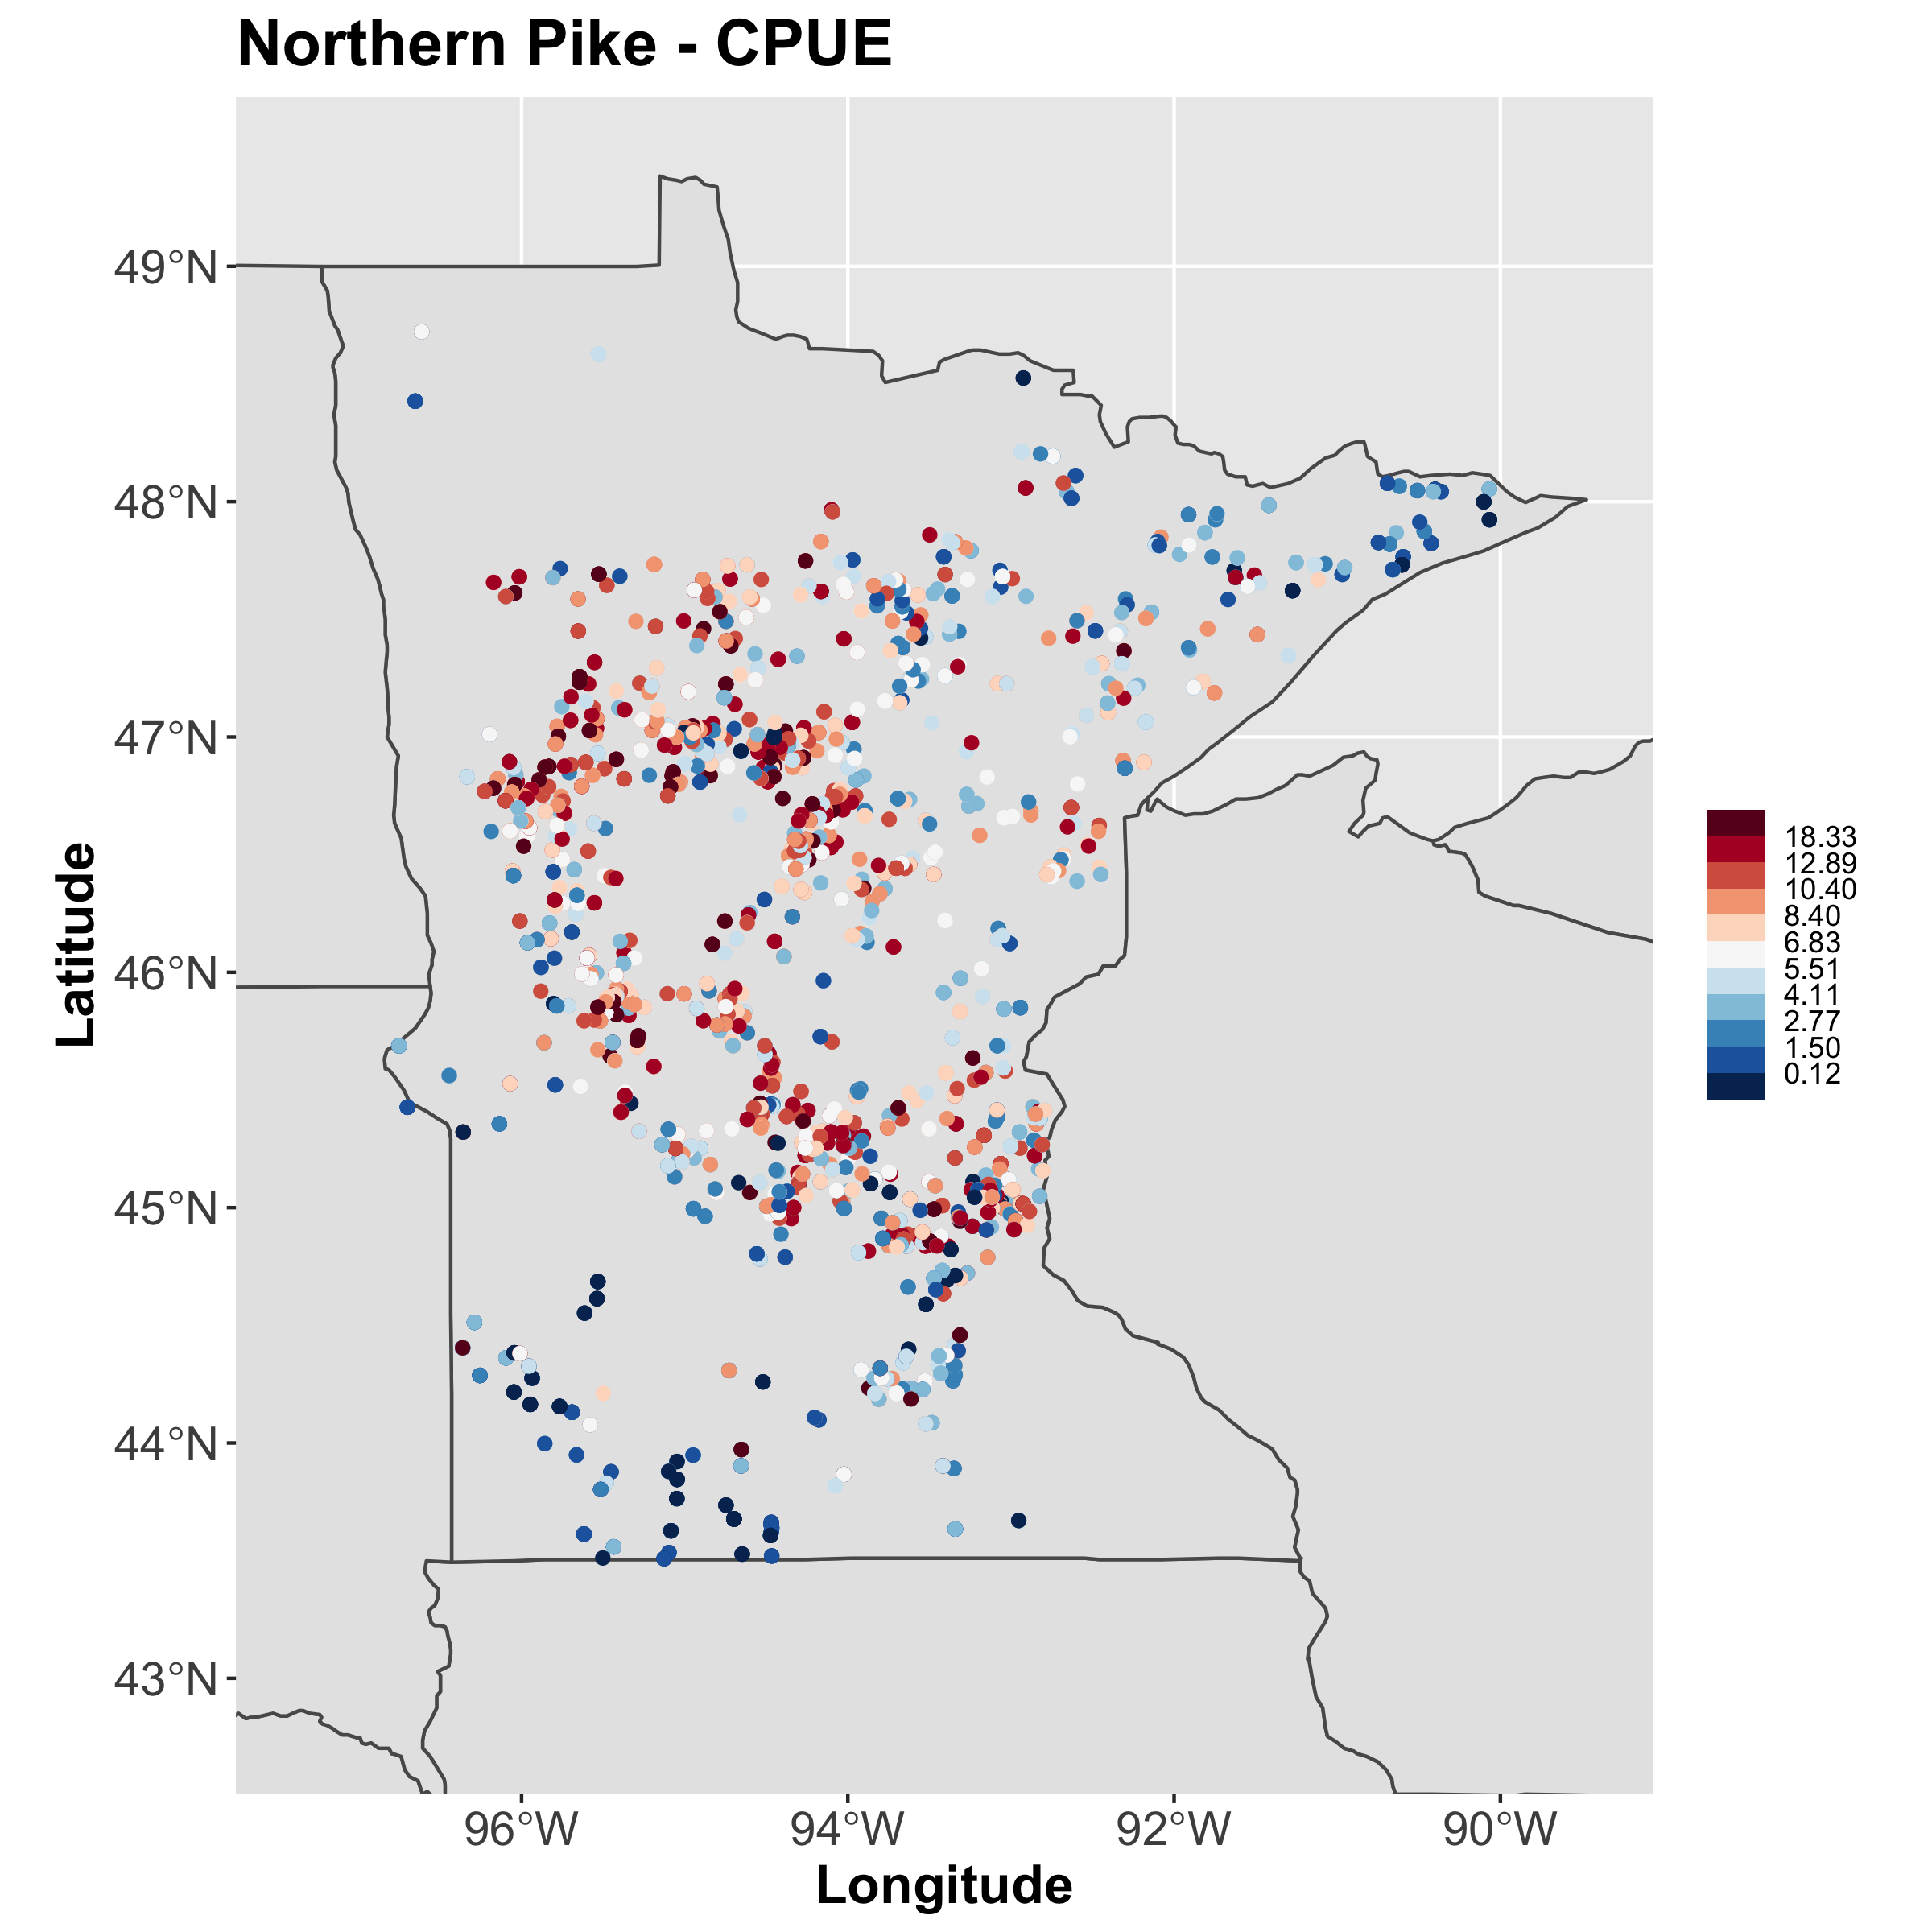 Northern Pike - CPUE
49°N
48°N
47°N
46°N
45°N
44°N
43°N
Latitude
96°W 94°W 92°W 90°W
Longitude
18.33
12.89
10.40
8.40
6.83
5.51
4.11
2.77
1.50
0.12